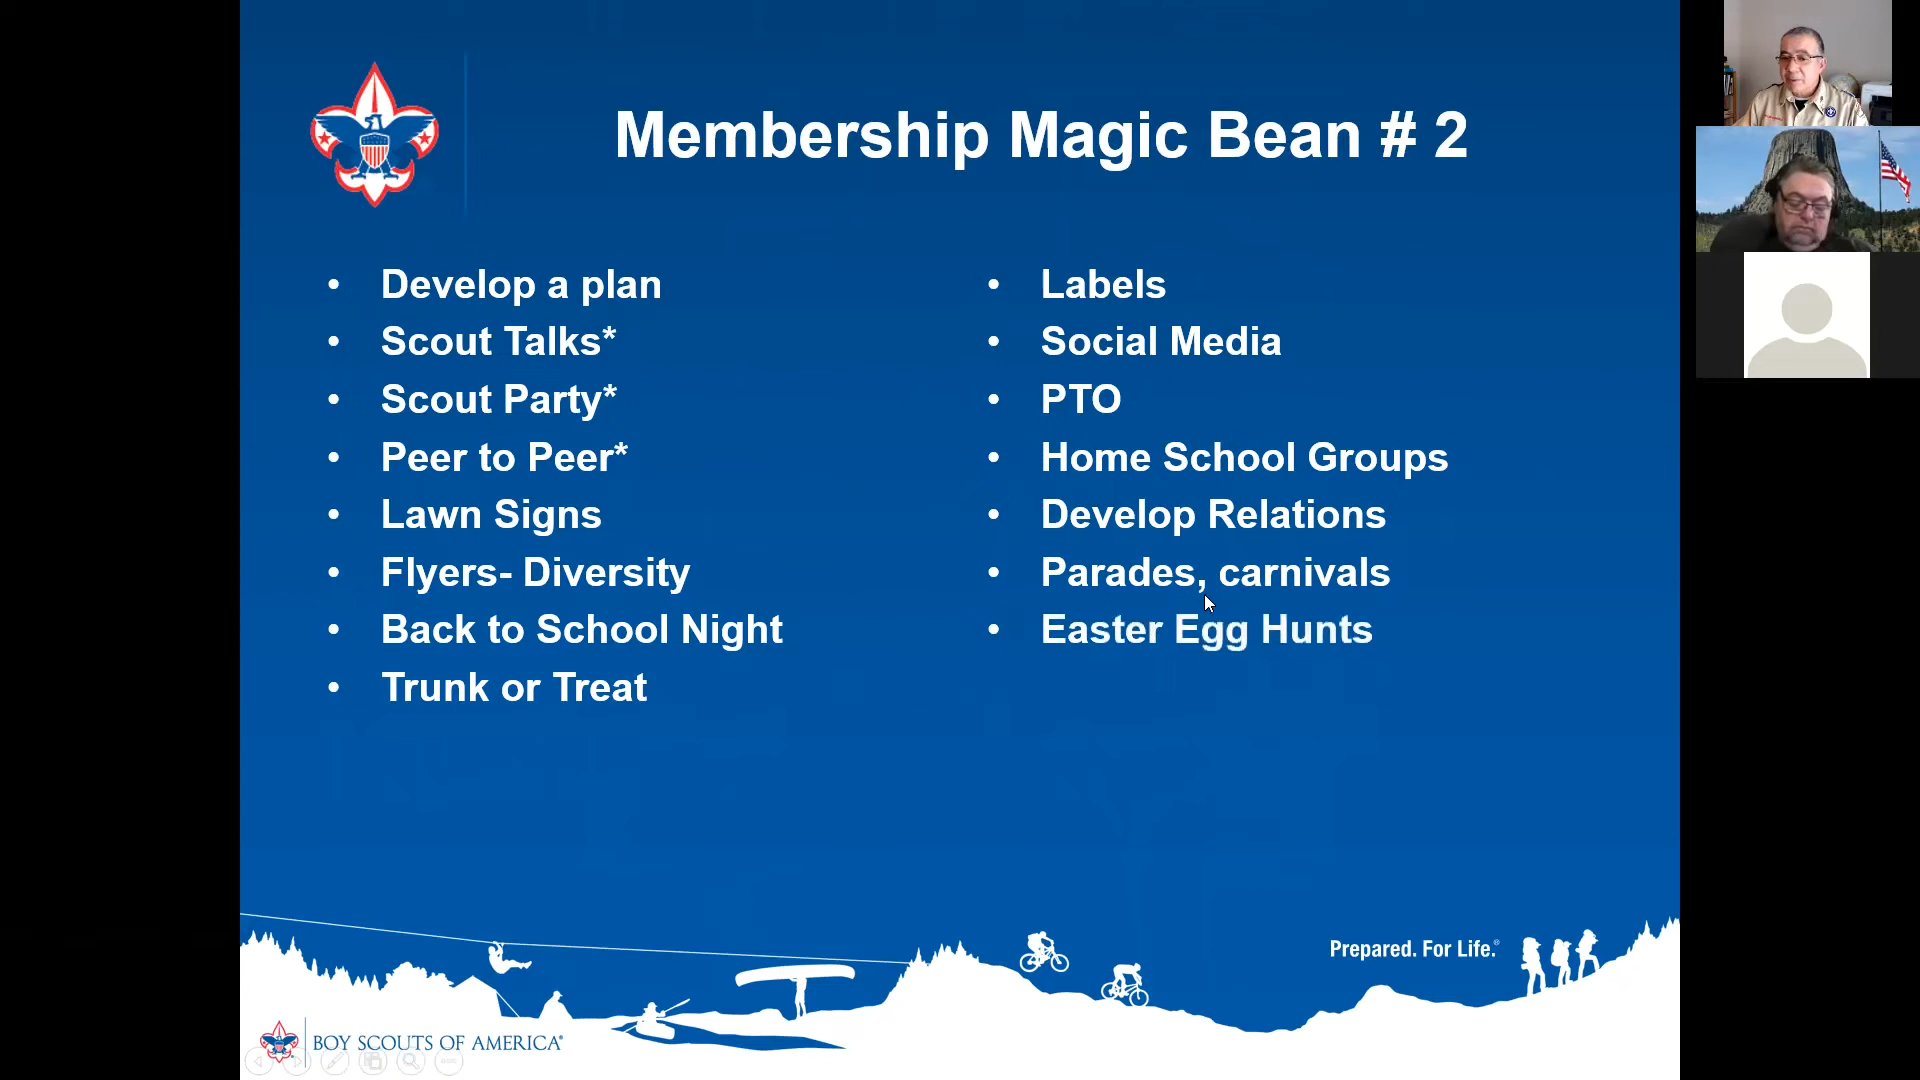 Membership Magic Bean # 2
• Develop a plan
• Scout Talks*
• Scout Party*
• Peer to Peer*
• Lawn Signs
• Flyers- Diversity
• Back to School Night
• Trunk or Treat
• Labels
• Social Media
• PTO
• Home School Groups
• Develop Relations
• Parades, carnivals
• Easter Egg Hunts
Prepared. For Life.®
BOY SCOUTS OF AMERICA®